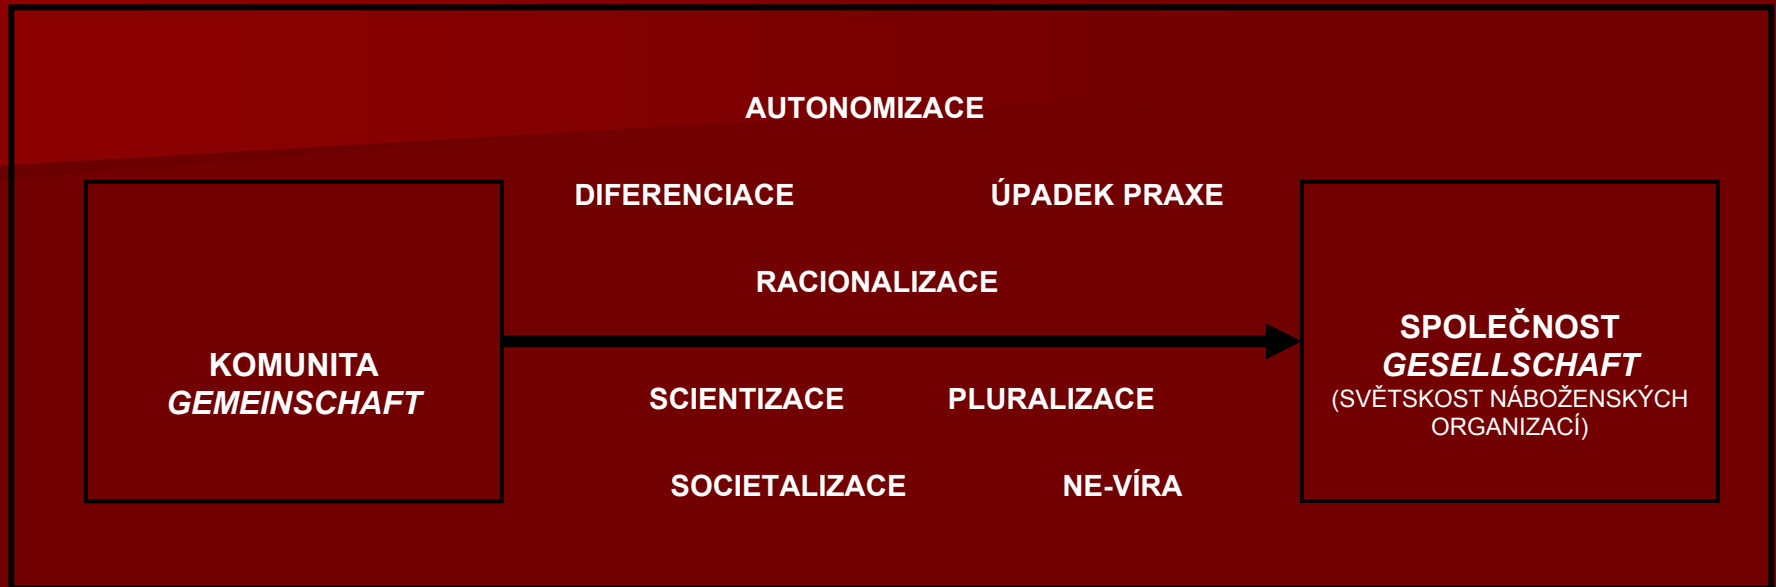 AUTONOMIZACE
DIFERENCIACE
ÚPADEK PRAXE
RACIONALIZACE
KOMUNITA
GEMEINSCHAFT
SPOLEČNOST
GESELLSCHAFT
(SVĚTSKOST NÁBOŽENSKÝCH
ORGANIZACÍ)
SCIENTIZACE
PLURALIZACE
SOCIETALIZACE
NE-VÍRA